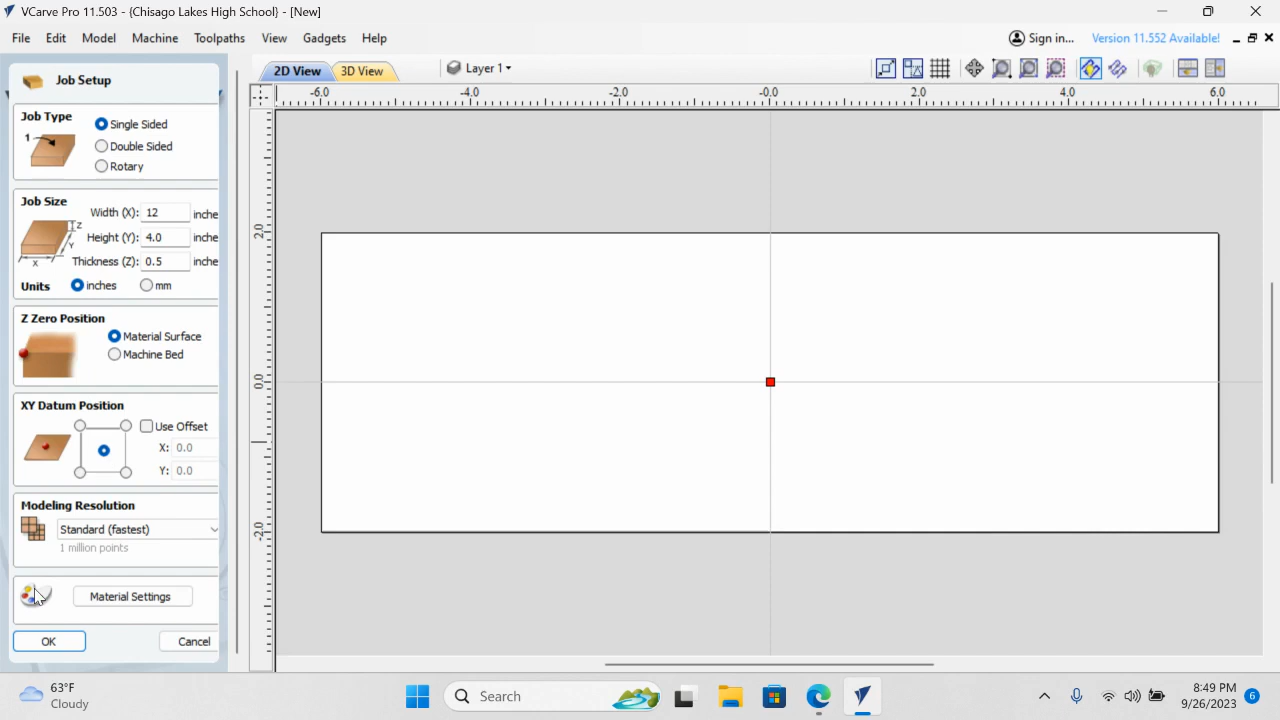 VCarve Pro 11.503 - {Chisago Lakes High School} - [New]
File Edit Model Machine Toolpaths View Gadgets Help
Sign in... Version 11.552 Available!
Job Setup
2D View 3D View Layer 1
-6.0 -4.0 -2.0 -0.0 2.0 4.0 6.0
2.0
0.0
-2.0
Job Type
1
Single Sided
Double Sided
Rotary
Job Size
Z
Y
X
Width (X): 12 inche
Height (Y): 4.0 inche
Thickness (Z): 0.5 inche
Units inches mm
Z Zero Position
Material Surface
Machine Bed
XY Datum Position
Use Offset
X: 0.0
Y: 0.0
Modeling Resolution
Standard (fastest)
1 million points
Material Settings
OK Cancel
63°F
Cloudy
Search
8:49 PM
9/26/2023
6